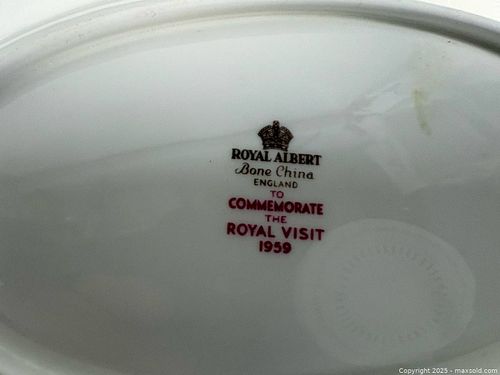 ROYAL ALBERT
Bone China
ENGLAND
TO
COMMEMORATE
THE
ROYAL VISIT
1959
Copyright 2025 - maxsold.com